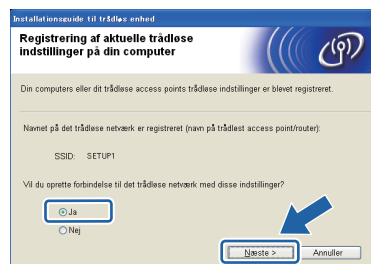 Installationsguide til trådløs enhed
Registrering af aktuelle trådløse
indstillinger på din computer
Din computers eller dit trådløse access points trådløse indstillinger er blevet registreret.
Navnet på det trådløse netværk er registreret (navn på trådløst access point/router):
SSID: SETUP1
Vil du oprette forbindelse til det trådløse netværk med disse indstillinger?
Ja
Nej
Næste > Annuller